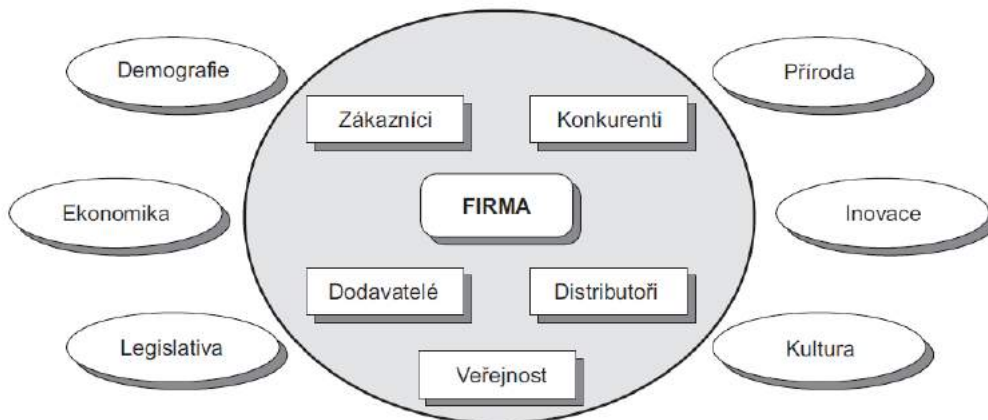 Demografie
Příroda
Zákazníci
Konkurenti
Ekonomika
FIRMA
Inovace
Dodavatelé
Distributoři
Legislativa
Kultura
Veřejnost